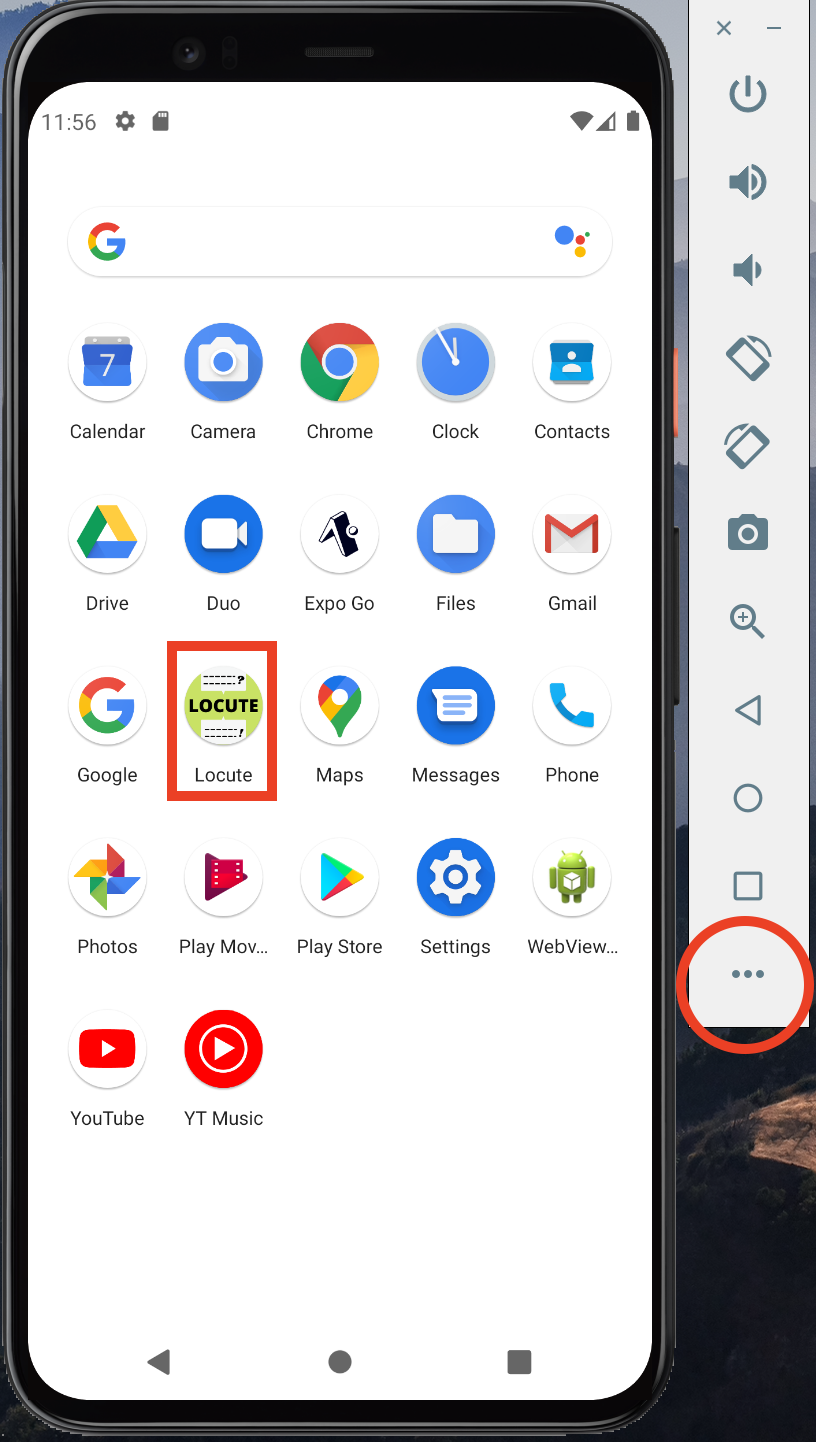 11:56
7
Calendar
Camera
Chrome
Clock
Contacts
Drive
Duo
Expo Go
Files
Gmail
LOCUTE
Google
Locute
Maps
Messages
Phone
Photos
Play Mov...
Play Store
Settings
WebView...
YouTube
YT Music